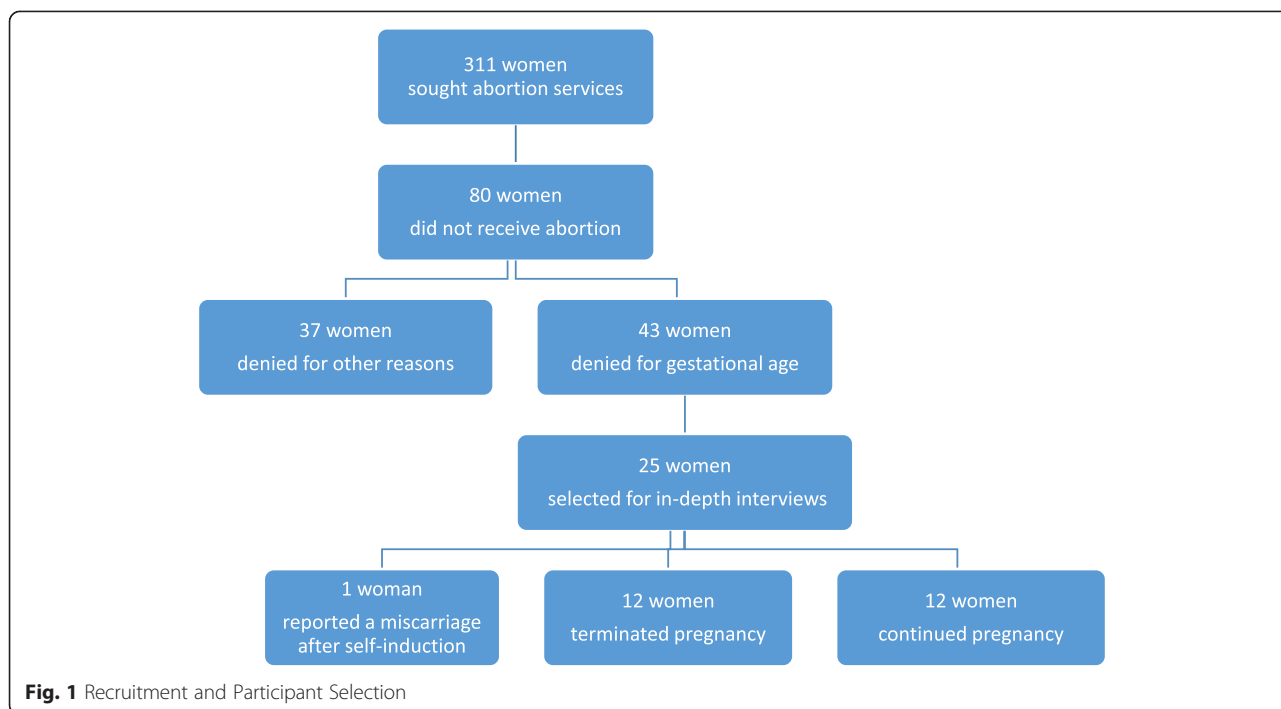 311 women
sought abortion services
80 women
did not receive abortion
37 women
denied for other reasons
43 women
denied for gestational age
25 women
selected for in-depth interviews
1 woman
reported a miscarriage
after self-induction
12 women
terminated pregnancy
12 women
continued pregnancy
Fig. 1 Recruitment and Participant Selection